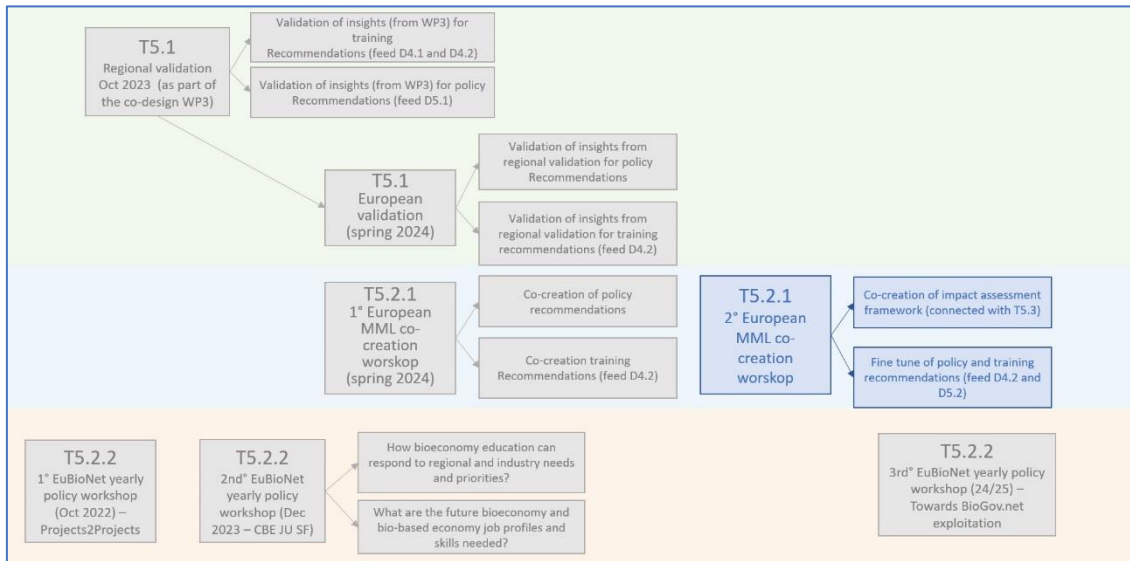 T5.1
Regional validation
Oct 2023 (as part of
the co-design WP3)
Validation of insights (from WP3) for
training
Recommendations (feed D4.1 and D4.2)
Validation of insights (from WP3) for policy
Recommendations (feed D5.1)
T5.1
European
validation
(spring 2024)
Validation of insights from
regional validation for policy
Recommendations
Validation of insights from
regional validation for training
recommendations (feed D4.2)
T5.2.1
1° European
MML co-
creation
worskop
(spring 2024)
Co-creation of policy
recommendations
Co-creation training
Recommendations (feed D4.2)
T5.2.1
2° European
MML co-
creation
worskop
Co-creation of impact assessment
framework (connected with T5.3)
Fine tune of policy and training
recommendations (feed D4.2 and
D5.2)
T5.2.2
1° EuBioNet yearly
policy workshop
(Oct 2022) –
Projects2Projects
T5.2.2
2nd° EuBioNet
yearly policy
workshop (Dec
2023 – CBE JU SF)
How bioeconomy education can
respond to regional and industry needs
and priorities?
What are the future bioeconomy and
bio-based economy job profiles and
skills needed?
T5.2.2
3rd° EuBioNet yearly policy
workshop (24/25) –
Towards BioGov.net
exploitation